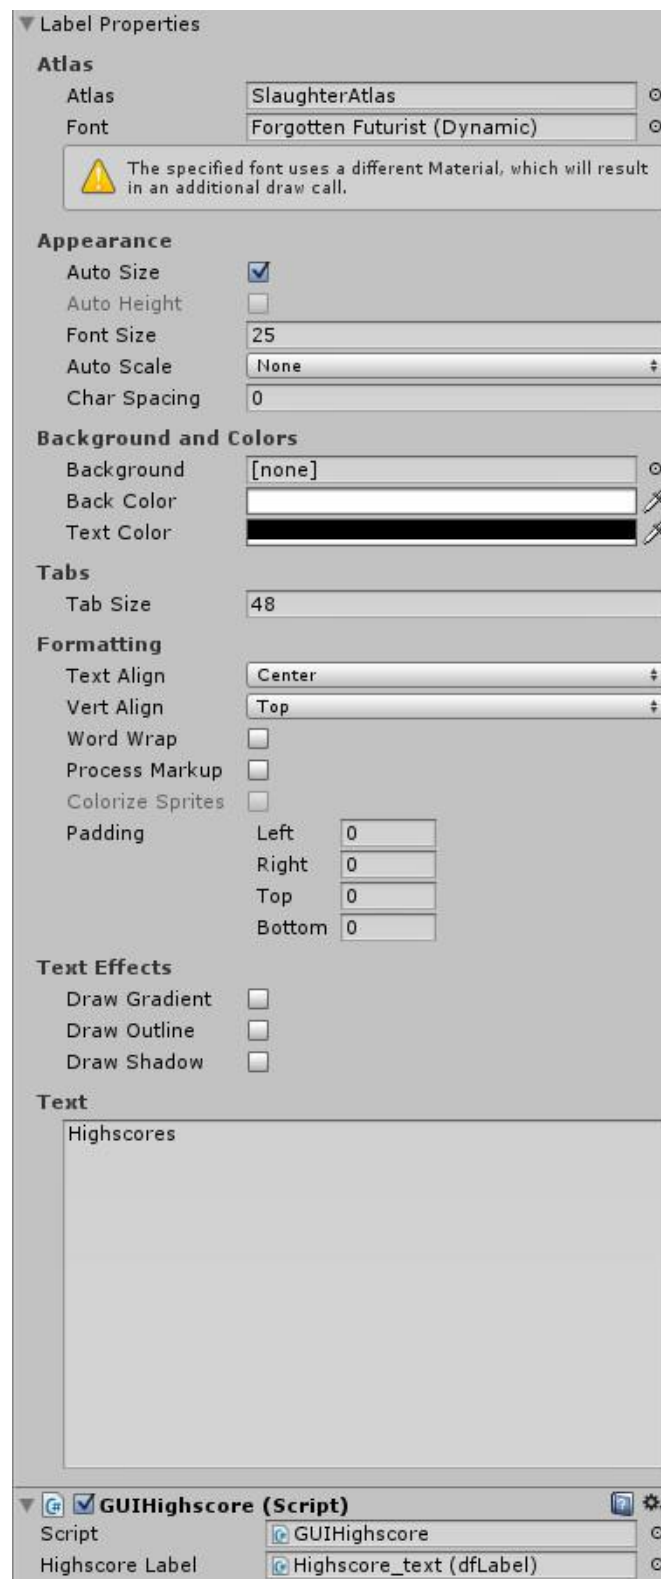 Label Properties
Atlas
Atlas SlaughterAtlas
Font Forgotten Futurist (Dynamic)
The specified font uses a different Material, which will result
in an additional draw call.
Appearance
Auto Size
Auto Height
Font Size 25
Auto Scale None
Char Spacing 0
Background and Colors
Background [none]
Back Color
Text Color
Tabs
Tab Size 48
Formatting
Text Align Center
Vert Align Top
Word Wrap
Process Markup
Colorize Sprites
Padding Left 0
Right 0
Top 0
Bottom 0
Text Effects
Draw Gradient
Draw Outline
Draw Shadow
Text
Highscores
GUIHighscore (Script)
Script GUIHighscore
Highscore Label Highscore_text (dfLabel)